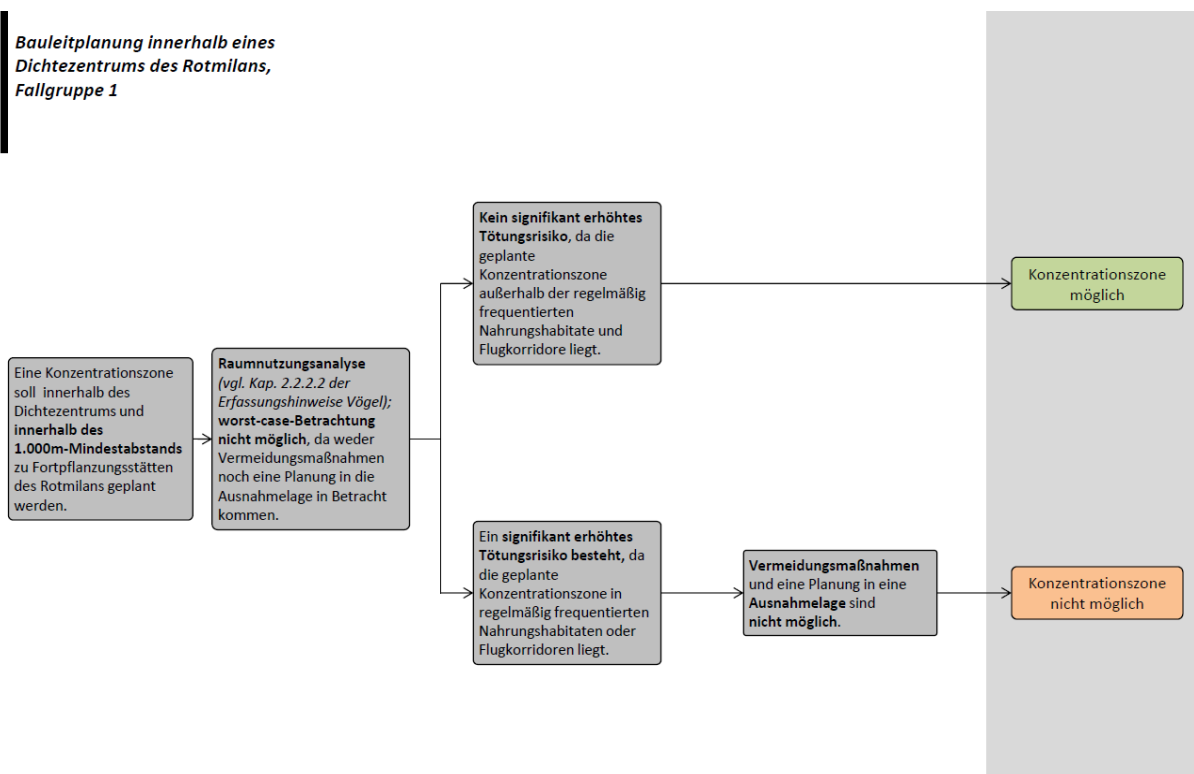 Bauleitplanung innerhalb eines
Dichtezentrums des Rotmilans,
Fallgruppe 1
Eine Konzentrationszone
soll innerhalb des
Dichtezentrums und
innerhalb des
1.000m-Mindestabstands
zu Fortpflanzungsstätten
des Rotmilans geplant
werden.
Raumnutzungsanalyse
(vgl. Kap. 2.2.2.2 der
Erfassungshinweise Vögel);
worst-case-Betrachtung
nicht möglich, da weder
Vermeidungsmaßnahmen
noch eine Planung in die
Ausnahmelage in Betracht
kommen.
Kein signifikant erhöhtes
Tötungsrisiko, da die
geplante
Konzentrationszone
außerhalb der regelmäßig
frequentierten
Nahrungshabitate und
Flugkorridore liegt.
Konzentrationszone
möglich
Ein signifikant erhöhtes
Tötungsrisiko besteht, da
die geplante
Konzentrationszone in
regelmäßig frequentierten
Nahrungshabitaten oder
Flugkorridoren liegt.
Vermeidungsmaßnahmen
und eine Planung in eine
Ausnahmelage sind
nicht möglich.
Konzentrationszone
nicht möglich